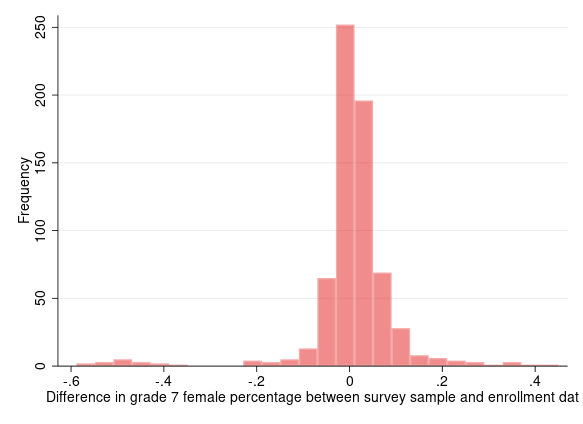 250
200
150
100
50
0
Frequency
-.6 -.4 -.2 0 .2 .4
Difference in grade 7 female percentage between survey sample and enrollment dat